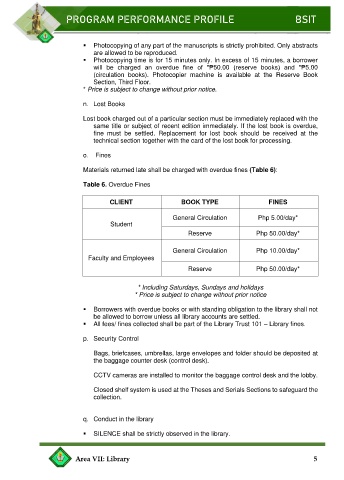 PROGRAM PERFORMANCE PROFILE BSIT
▪ Photocopying of any part of the manuscripts is strictly prohibited. Only abstracts
are allowed to be reproduced.
▪ Photocopying time is for 15 minutes only. In excess of 15 minutes, a borrower
will be charged an overdue fine of *₱50.00 (reserve books) and *₱5.00
(circulation books). Photocopier machine is available at the Reserve Book
Section, Third Floor.
* Price is subject to change without prior notice.
n. Lost Books
Lost book charged out of a particular section must be immediately replaced with the
same title or subject of recent edition immediately. If the lost book is overdue,
fine must be settled. Replacement for lost book should be received at the
technical section together with the card of the lost book for processing.
o. Fines
Materials returned late shall be charged with overdue fines (Table 6):
Table 6. Overdue Fines
CLIENT BOOK TYPE FINES
Student
General Circulation Php 5.00/day*
Reserve Php 50.00/day*
Faculty and Employees
General Circulation Php 10.00/day*
Reserve Php 50.00/day*
* Including Saturdays, Sundays and holidays
* Price is subject to change without prior notice
▪ Borrowers with overdue books or with standing obligation to the library shall not
be allowed to borrow unless all library accounts are settled.
▪ All fees/ fines collected shall be part of the Library Trust 101 – Library fines.
p. Security Control
Bags, briefcases, umbrellas, large envelopes and folder should be deposited at
the baggage counter desk (control desk).
CCTV cameras are installed to monitor the baggage control desk and the lobby.
Closed shelf system is used at the Theses and Serials Sections to safeguard the
collection.
q. Conduct in the library
▪ SILENCE shall be strictly observed in the library.
Area VII: Library 5